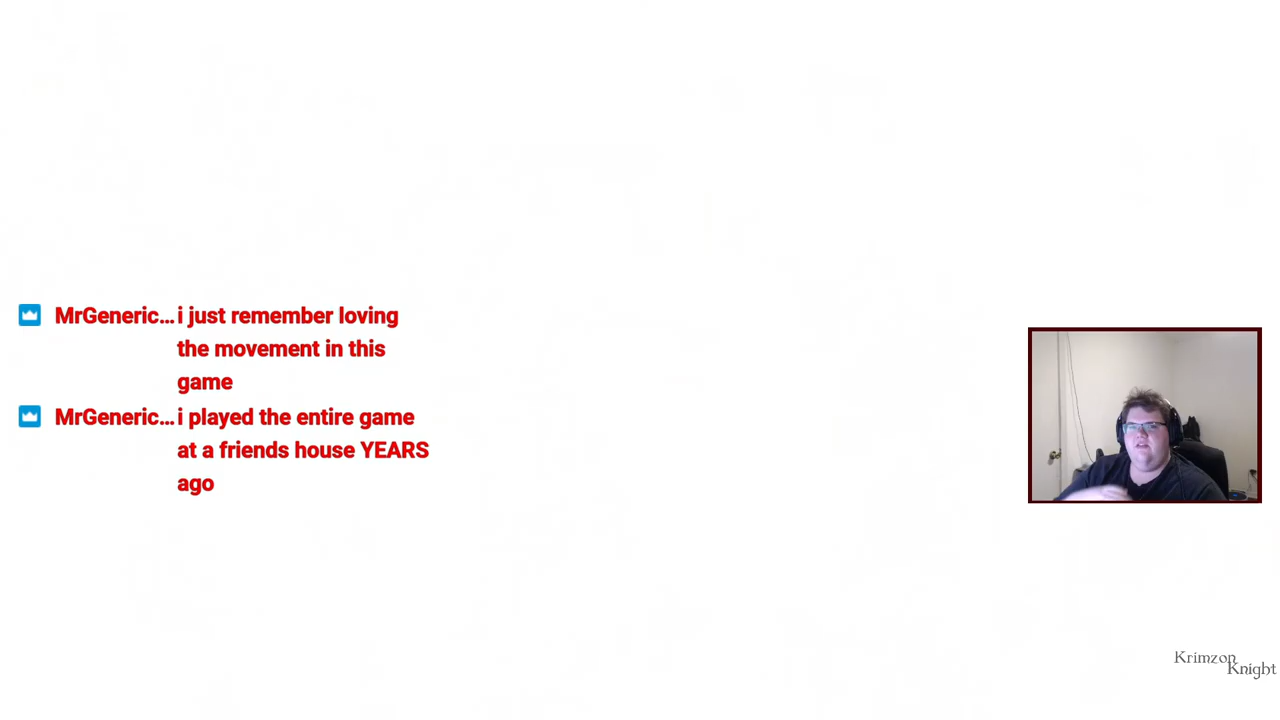 MrGeneric... i just remember loving
the movement in this
game
MrGeneric... i played the entire game
at a friends house YEARS
ago
Krimzon
Knight